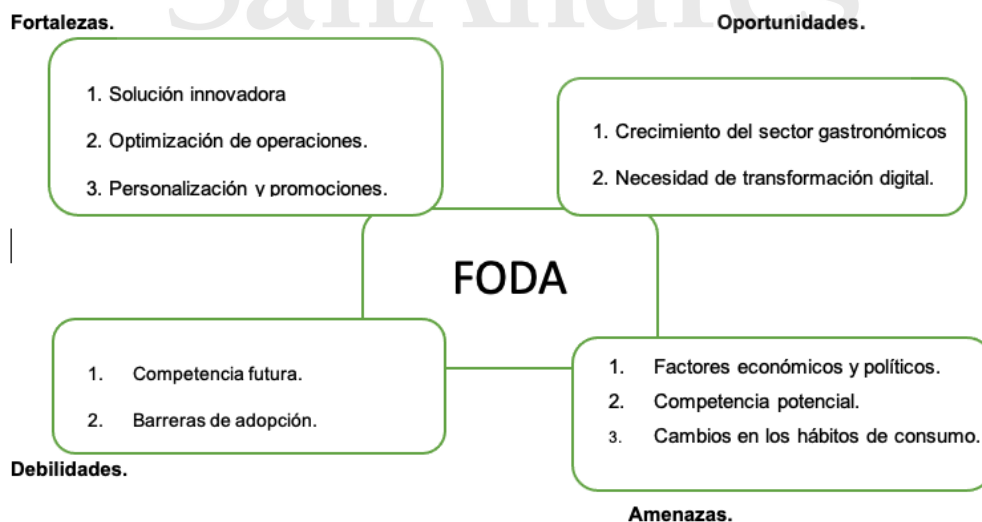 SanAndrés
Fortalezas.
Oportunidades.
1. Solución innovadora
2. Optimización de operaciones.
3. Personalización y promociones.
1. Crecimiento del sector gastronómicos
2. Necesidad de transformación digital.
FODA
1. Competencia futura.
2. Barreras de adopción.
1. Factores económicos y políticos.
2. Competencia potencial.
3. Cambios en los hábitos de consumo.
Debilidades.
Amenazas.